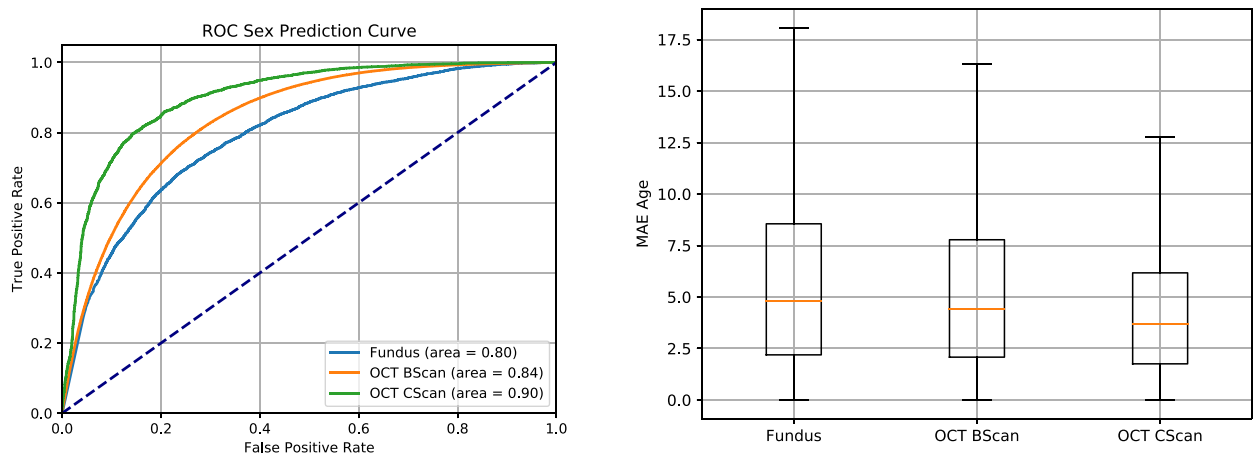 ROC Sex Prediction Curve
True Positive Rate
1.0
0.8
0.6
0.4
0.2
0.0
Fundus (area = 0.80)
OCT BScan (area = 0.84)
OCT CScan (area = 0.90)
0.0 0.2 0.4 0.6 0.8 1.0
False Positive Rate
MAE Age
17.5
15.0
12.5
10.0
7.5
5.0
2.5
0.0
Fundus OCT BScan OCT CScan